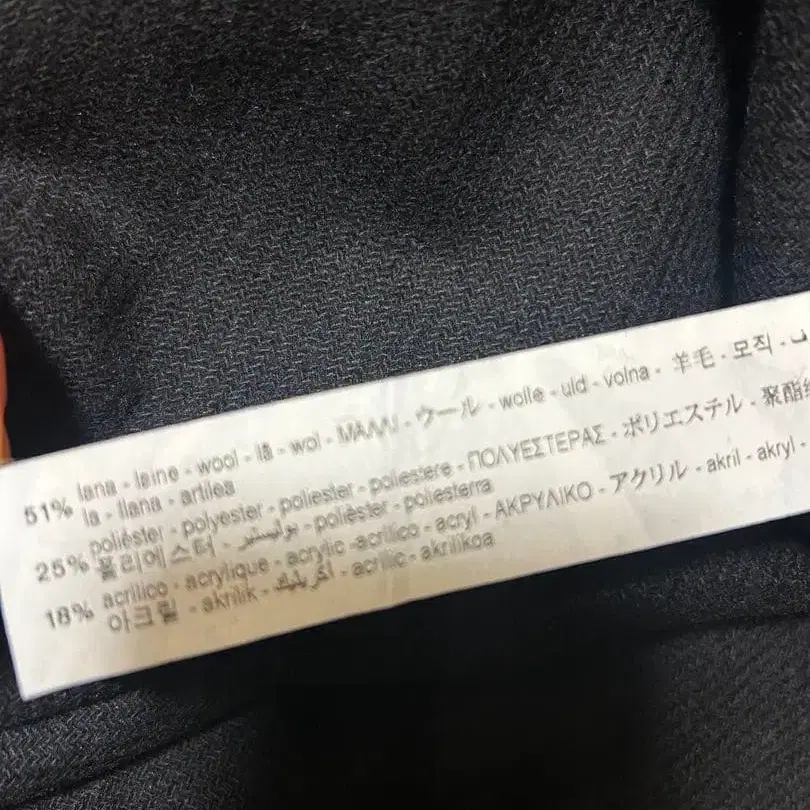 51% lana - laine - wool - lã - wol - ΜΑΛΛΙ - ウール - wolle - uld - volna - 羊毛 - 모직 -
la - llana - artilea
25% poliéster - polyester - poliester - poliestere - ΠΟΛΥΕΣΤΕΡΑΣ - ポリエステル - 聚酯
폴리에스터 - بوليستر - polièster - poliesterra
18% acrílico - acrylique - acrylic - acrilico - acryl - ΑΚΡΥΛΙΚΟ - アクリル - akril - akryl -
아크릴 - akrilik - اكريليك - acrílic - akrilikoa